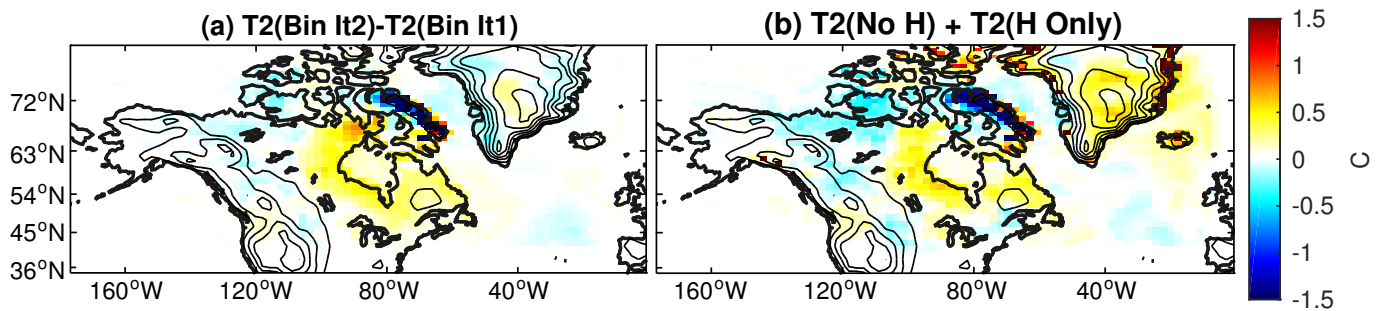 (a) T2(Bin It2)-T2(Bin It1)
(b) T2(No H) + T2(H Only)
72°N
63°N
54°N
45°N
36°N
160°W
120°W
80°W
40°W
160°W
120°W
80°W
40°W
1.5
1
0.5
0
-0.5
-1
-1.5
C